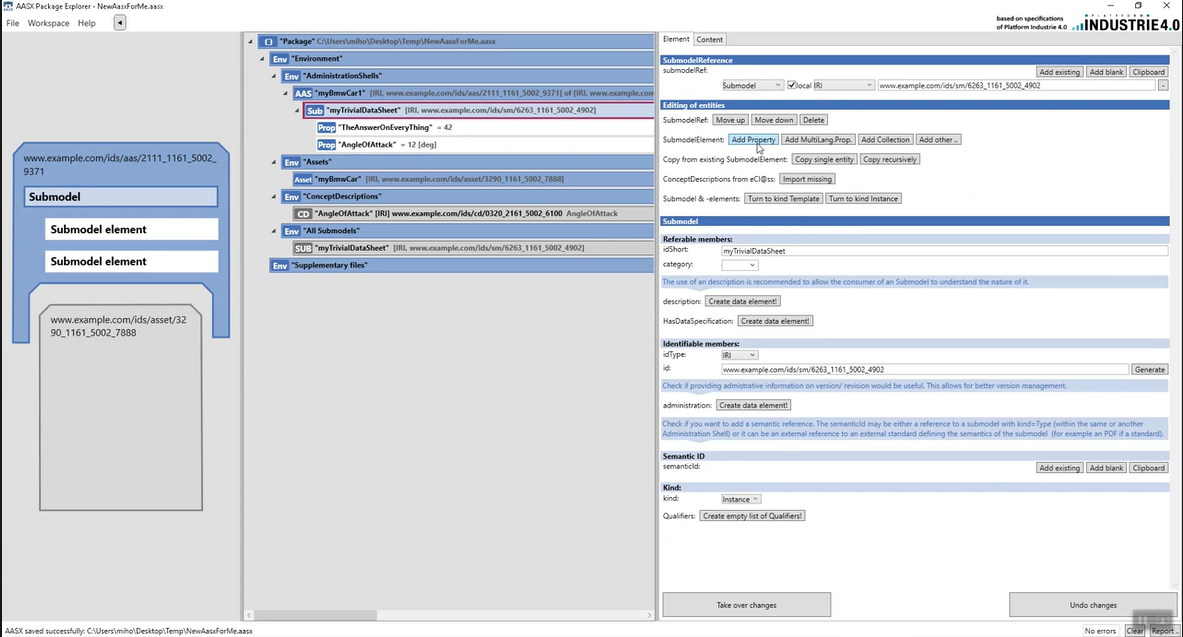 AASX Package Explorer - NewAasxForMe.aasx
File Workspace Help
based on specifications
of Platform Industrie 4.0
PLATTFORM
INDUSTRIE4.0
www.example.com/ids/aas/2111_1161_5002_
9371
Submodel
Submodel element
Submodel element
www.example.com/ids/asset/32
90_1161_5002_7888
"Package" C:\Users\miho\Desktop\Temp\NewAasxForMe.aasx
Env "Environment"
Env "AdministrationShells"
AAS "myBmwCar1" [IRI, www.example.com/ids/aas/2111_1161_5002_9371] of [IRI, www.example.com
Sub "myTrivialDataSheet" [IRI, www.example.com/ids/sm/6263_1161_5002_4902]
Prop "TheAnswerOnEveryThing" = 42
Prop "AngleOfAttack" = 12 [deg]
Env "Assets"
Asset "myBmwCar" [IRI, www.example.com/ids/asset/3290_1161_5002_7888]
Env "ConceptDescriptions"
CD "AngleOfAttack" [IRI] www.example.com/ids/cd/0320_2161_5002_6100 AngleOfAttack
Env "All Submodels"
SUB "myTrivialDataSheet" [IRI, www.example.com/ids/sm/6263_1161_5002_4902]
Env "Supplementary files"
Element Content
SubmodelReference
submodelRef:
Add existing Add blank Clipboard
Submodel local IRI www.example.com/ids/sm/6263_1161_5002_4902 -
Editing of entities
SubmodelRef: Move up Move down Delete
SubmodelElement: Add Property Add MultiLang.Prop. Add Collection Add other ..
Copy from existing SubmodelElement: Copy single entity Copy recursively
ConceptDescriptions from eCl@ss: Import missing
Submodel & -elements: Turn to kind Template Turn to kind Instance
Submodel
Referable members:
idShort: myTrivialDataSheet
category:
The use of an description is recommended to allow the consumer of an Submodel to understand the nature of it.
description: Create data element!
HasDataSpecification: Create data element!
Identifiable members:
idType: IRI
id: www.example.com/ids/sm/6263_1161_5002_4902 Generate
Check if providing admistrative information on version/ revision would be useful. This allows for better version management.
administration: Create data element!
Check if you want to add a semantic reference. The semanticId may be either a reference to a submodel with kind=Type (within the same or another
Administration Shell) or it can be an external reference to an external standard defining the semantics of the submodel (for example an PDF if a standard).
Semantic ID
semanticId: Add existing Add blank Clipboard
Kind:
kind: Instance
Qualifiers: Create empty list of Qualifiers!
Take over changes Undo changes
AASX saved successfully: C:\Users\miho\Desktop\Temp\NewAasxForMe.aasx
No errors Clear Report ..